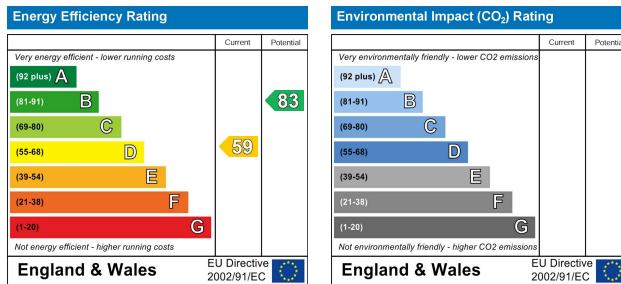 Energy Efficiency Rating
Current Potential
Very energy efficient - lower running costs
(92 plus) A
(81-91) B
(69-80) C
(55-68) D
(39-54) E
(21-38) F
(1-20) G
59
83
Not energy efficient - higher running costs
England & Wales
EU Directive
2002/91/EC
Environmental Impact (CO₂) Rating
Current Potential
Very environmentally friendly - lower CO2 emissions
(92 plus) A
(81-91) B
(69-80) C
(55-68) D
(39-54) E
(21-38) F
(1-20) G
Not environmentally friendly - higher CO2 emissions
England & Wales
EU Directive
2002/91/EC